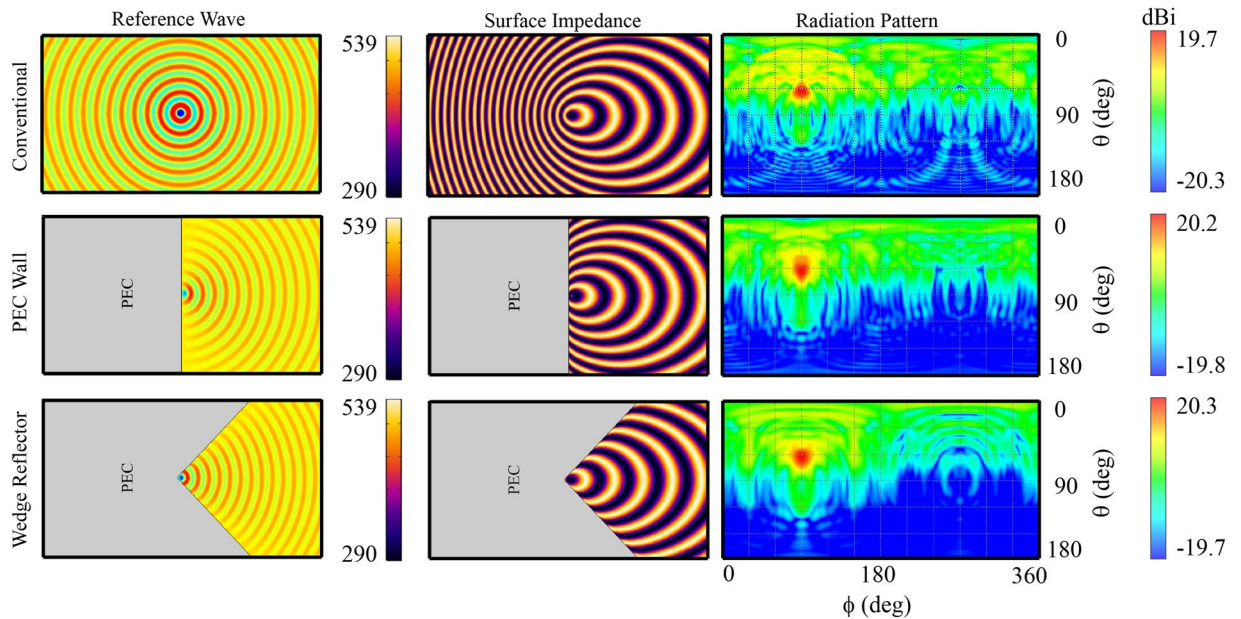 Reference Wave
Surface Impedance
Radiation Pattern
dBi
Conventional
539
290
539
290
0
90
180
θ (deg)
19.7
-20.3
PEC Wall
PEC
539
290
PEC
0
90
180
θ (deg)
20.2
-19.8
Wedge Reflector
PEC
539
290
PEC
0
90
180
θ (deg)
20.3
-19.7
0
180
360
ϕ (deg)